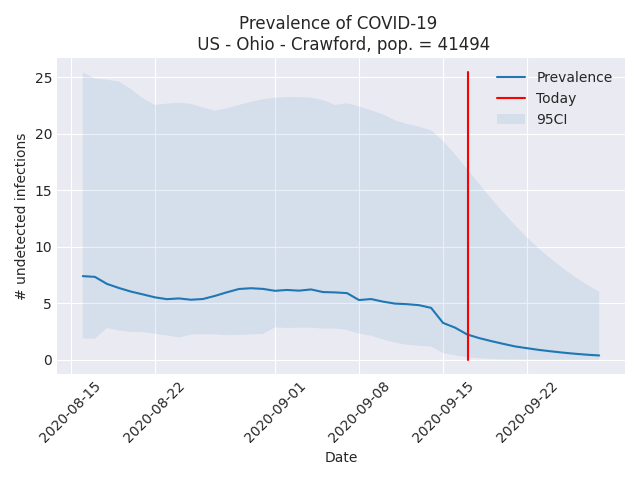 Prevalence of COVID-19
US - Ohio - Crawford, pop. = 41494
# undetected infections
25
20
15
10
5
0
Prevalence
Today
95CI
2020-08-15
2020-08-22
2020-09-01
2020-09-08
2020-09-15
2020-09-22
Date